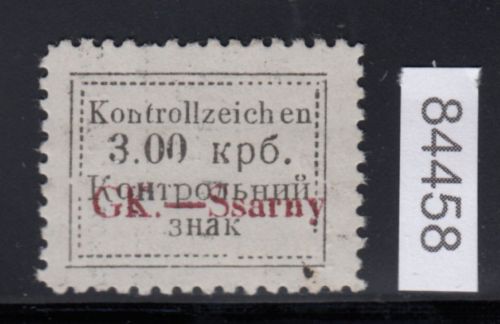 Kontrollzeichen
3.00 крб.
Контрольний
GK.—Ssarny
знак
84458